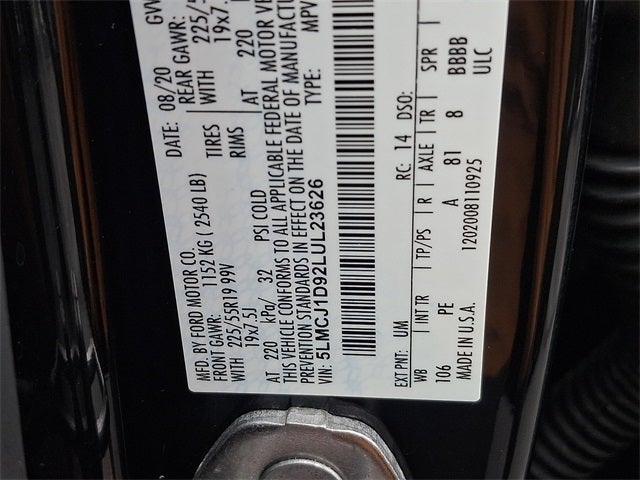 MFD. BY FORD MOTOR CO.
DATE: 08/20
GVW
FRONT GAWR: 1152 KG ( 2540 LB)
REAR GAWR:
WITH 225/55R19 99V TIRES
WITH 225/5
19x7.5J RIMS
19x7.
AT 220 kPa/ 32 PSI COLD
AT 220
THIS VEHICLE CONFORMS TO ALL APPLICABLE FEDERAL MOTOR VE
PREVENTION STANDARDS IN EFFECT ON THE DATE OF MANUFACTU
VIN: 5LMCJ1D92LUL23626
TYPE: MPV
EXT PNT: UM RC: 14 DSO:
WB INT TR TP/PS R AXLE TR SPR
106 PE A 81 8 BBBB
MADE IN U.S.A. 1202008110925 ULC